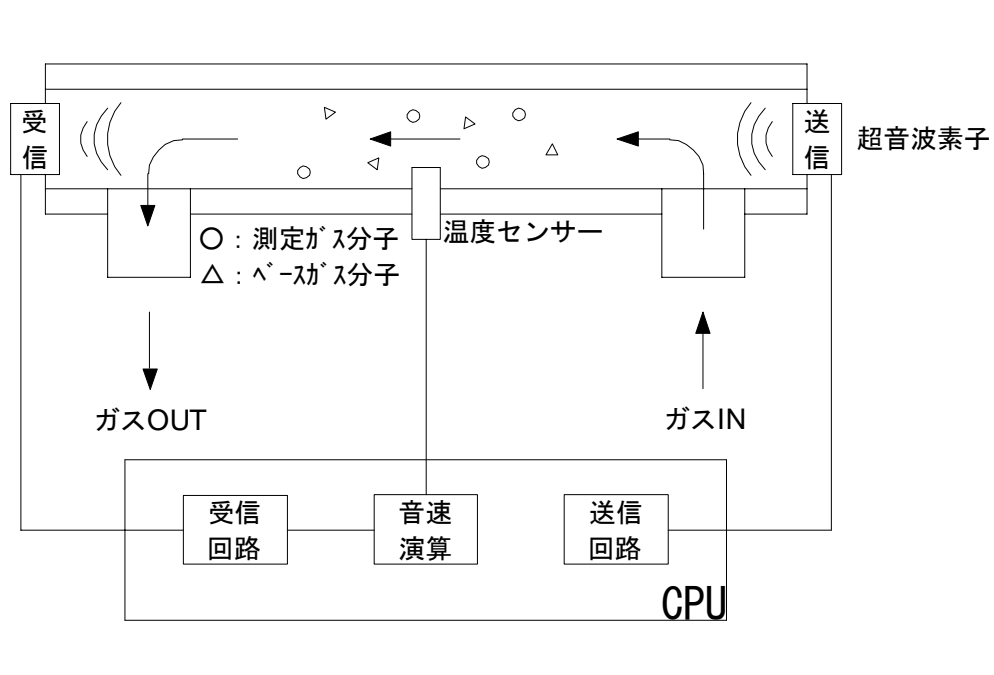 受信
送信
超音波素子
温度センサー
○：測定ｶﾞｽ分子
△：ﾍﾞｰｽｶﾞｽ分子
ガスOUT
ガスIN
受信
回路
音速
演算
送信
回路
CPU